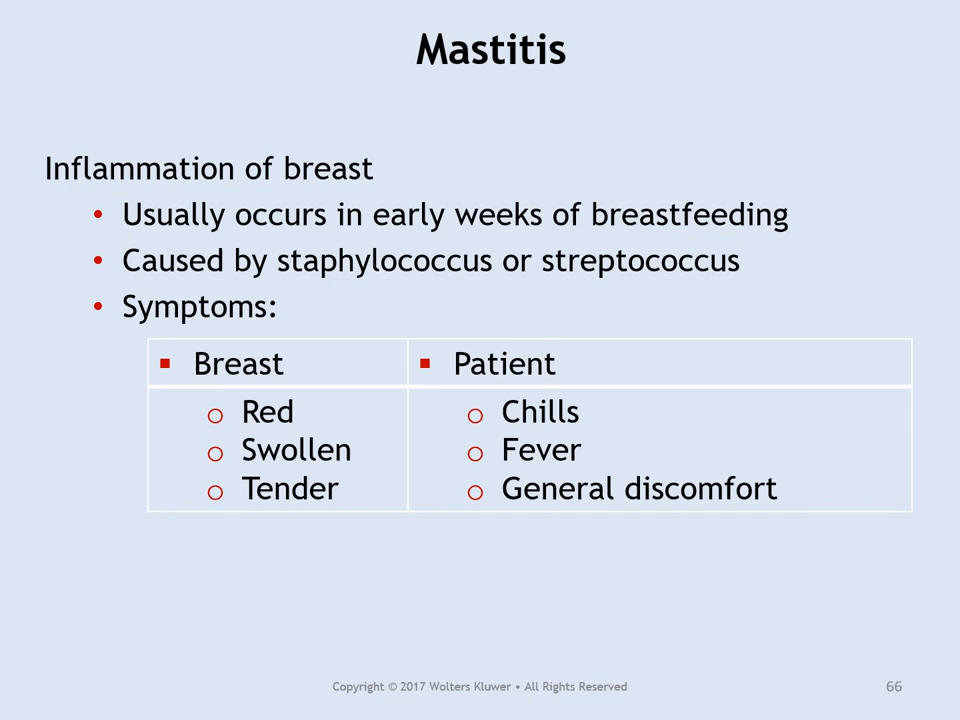 Mastitis
Inflammation of breast
• Usually occurs in early weeks of breastfeeding
• Caused by staphylococcus or streptococcus
• Symptoms:
▪ Breast ▪ Patient
o Red o Chills
o Swollen o Fever
o Tender o General discomfort
Copyright © 2017 Wolters Kluwer • All Rights Reserved 66